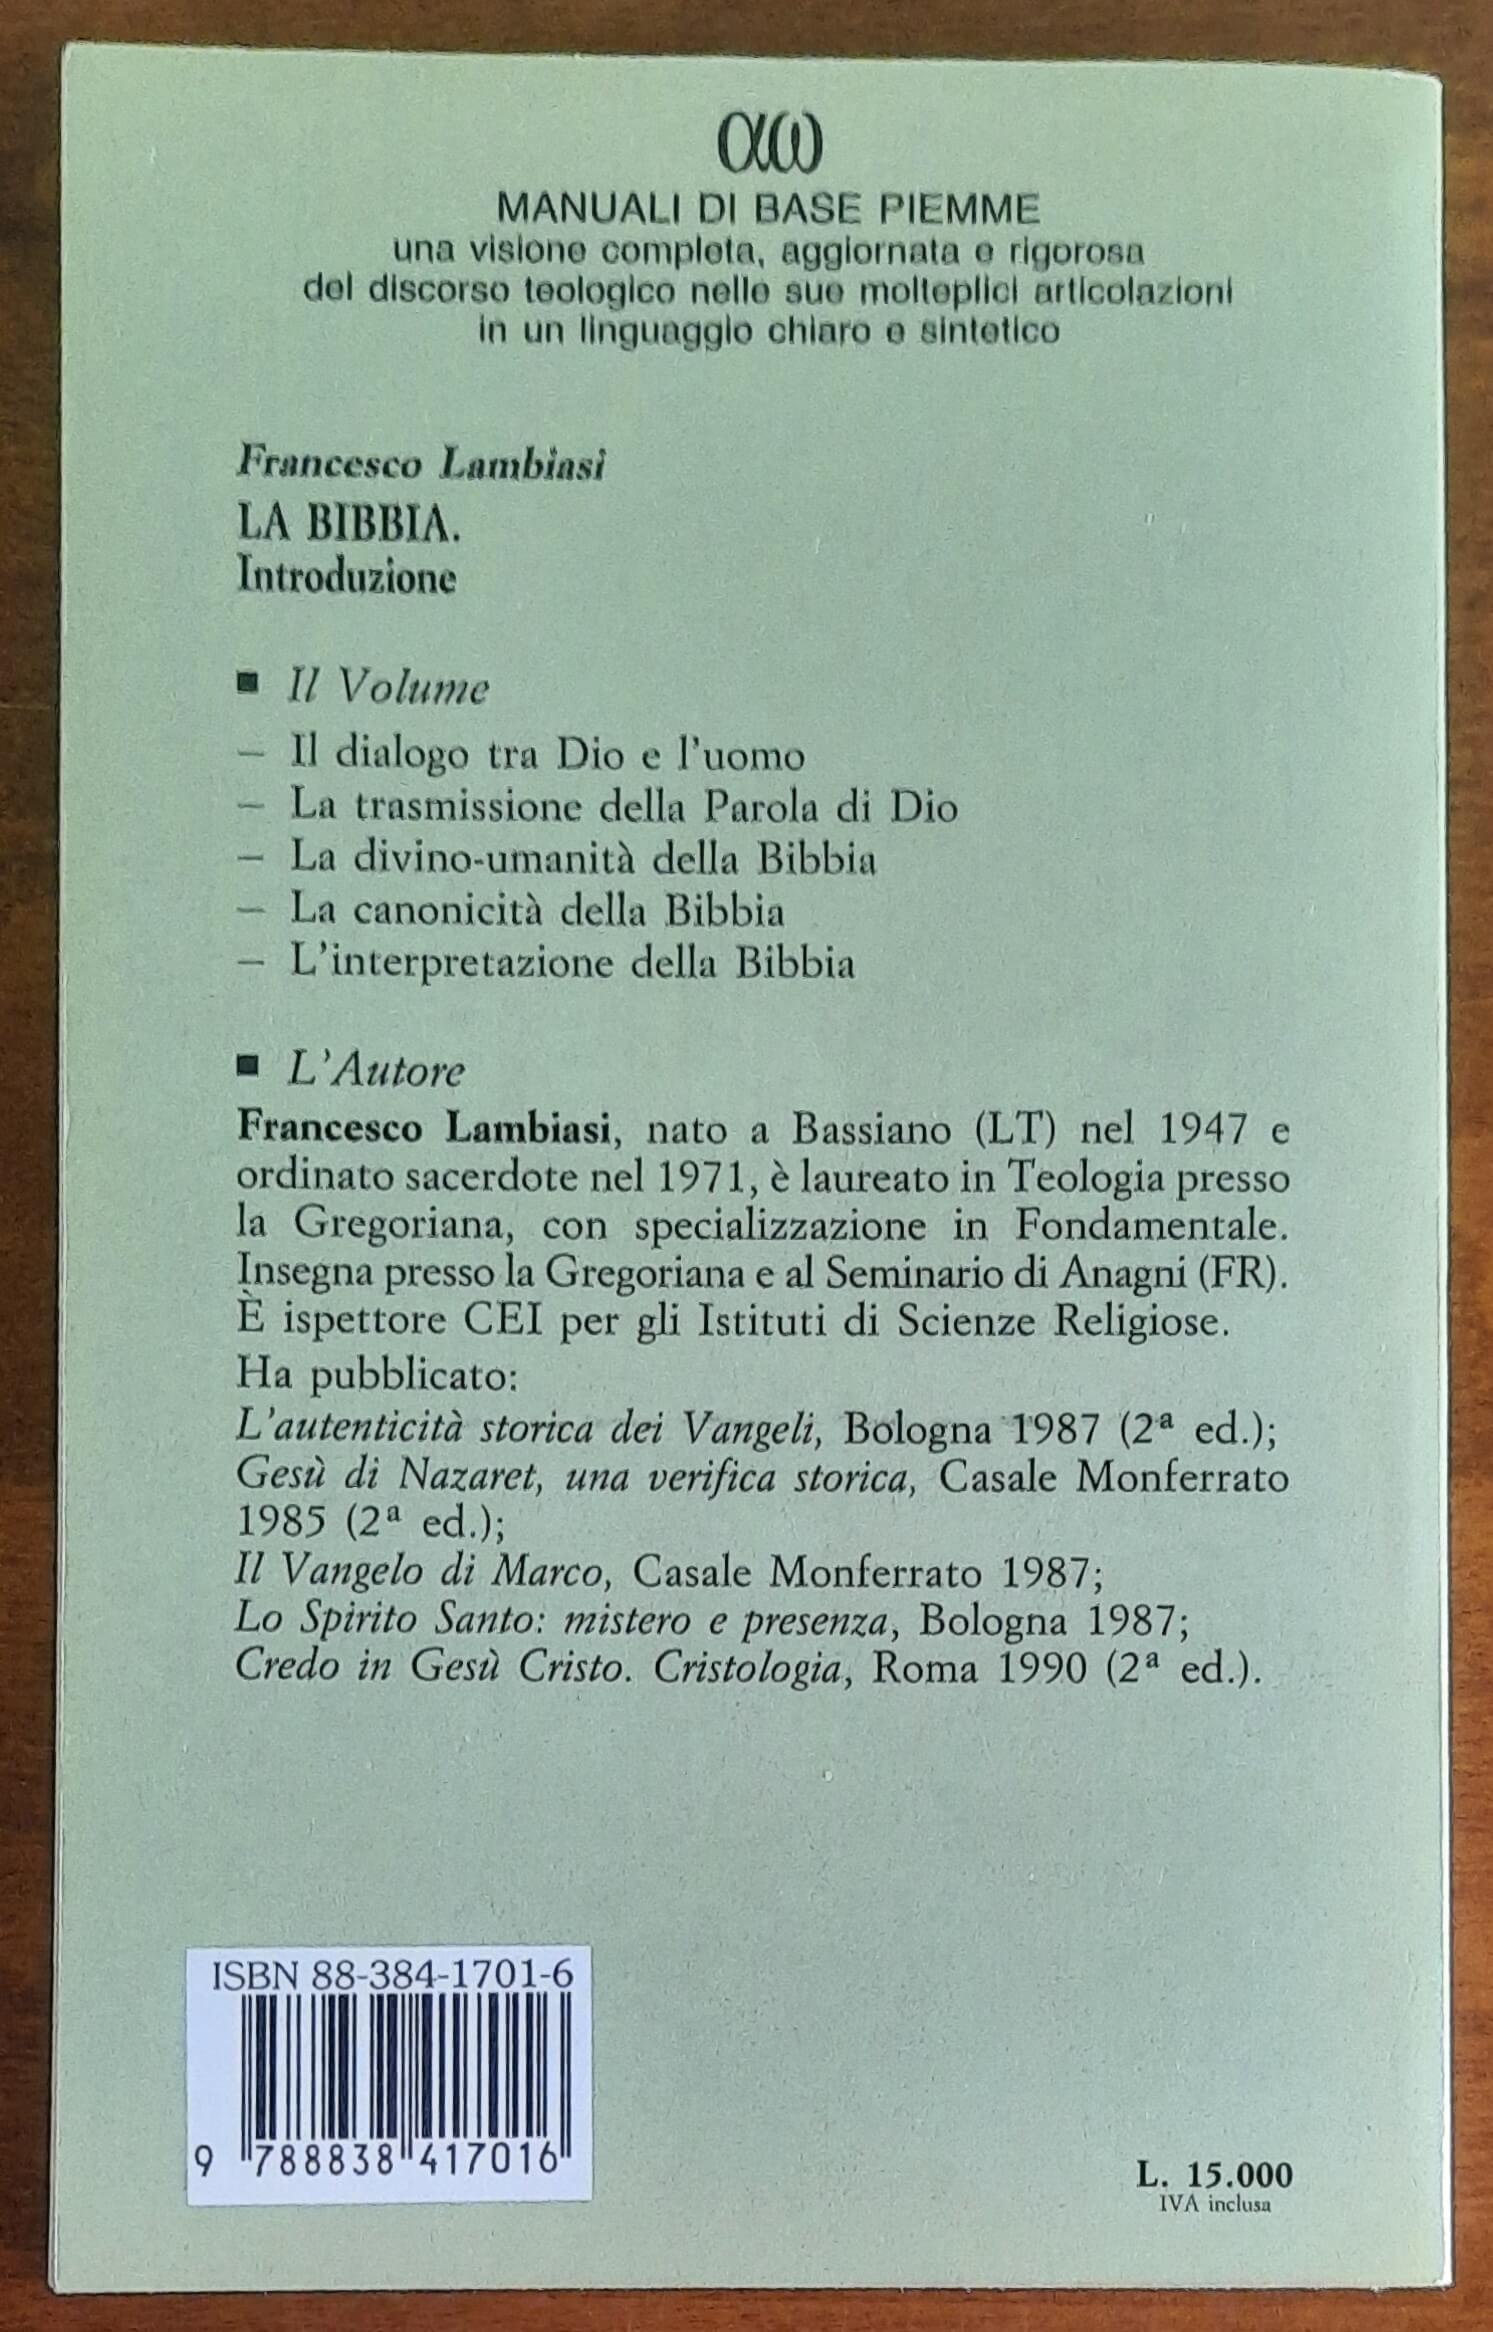 αω
MANUALI DI BASE PIEMME
una visione completa, aggiornata e rigorosa
del discorso teologico nelle sue molteplici articolazioni
in un linguaggio chiaro e sintetico
Francesco Lambiasi
LA BIBBIA.
Introduzione
■ Il Volume
– Il dialogo tra Dio e l'uomo
– La trasmissione della Parola di Dio
– La divino-umanità della Bibbia
– La canonicità della Bibbia
– L'interpretazione della Bibbia
■ L'Autore
Francesco Lambiasi, nato a Bassiano (LT) nel 1947 e
ordinato sacerdote nel 1971, è laureato in Teologia presso
la Gregoriana, con specializzazione in Fondamentale.
Insegna presso la Gregoriana e al Seminario di Anagni (FR).
È ispettore CEI per gli Istituti di Scienze Religiose.
Ha pubblicato:
L'autenticità storica dei Vangeli, Bologna 1987 (2ª ed.);
Gesù di Nazaret, una verifica storica, Casale Monferrato
1985 (2ª ed.);
Il Vangelo di Marco, Casale Monferrato 1987;
Lo Spirito Santo: mistero e presenza, Bologna 1987;
Credo in Gesù Cristo. Cristologia, Roma 1990 (2ª ed.).
ISBN 88-384-1701-6
9 788838 417016
L. 15.000
IVA inclusa